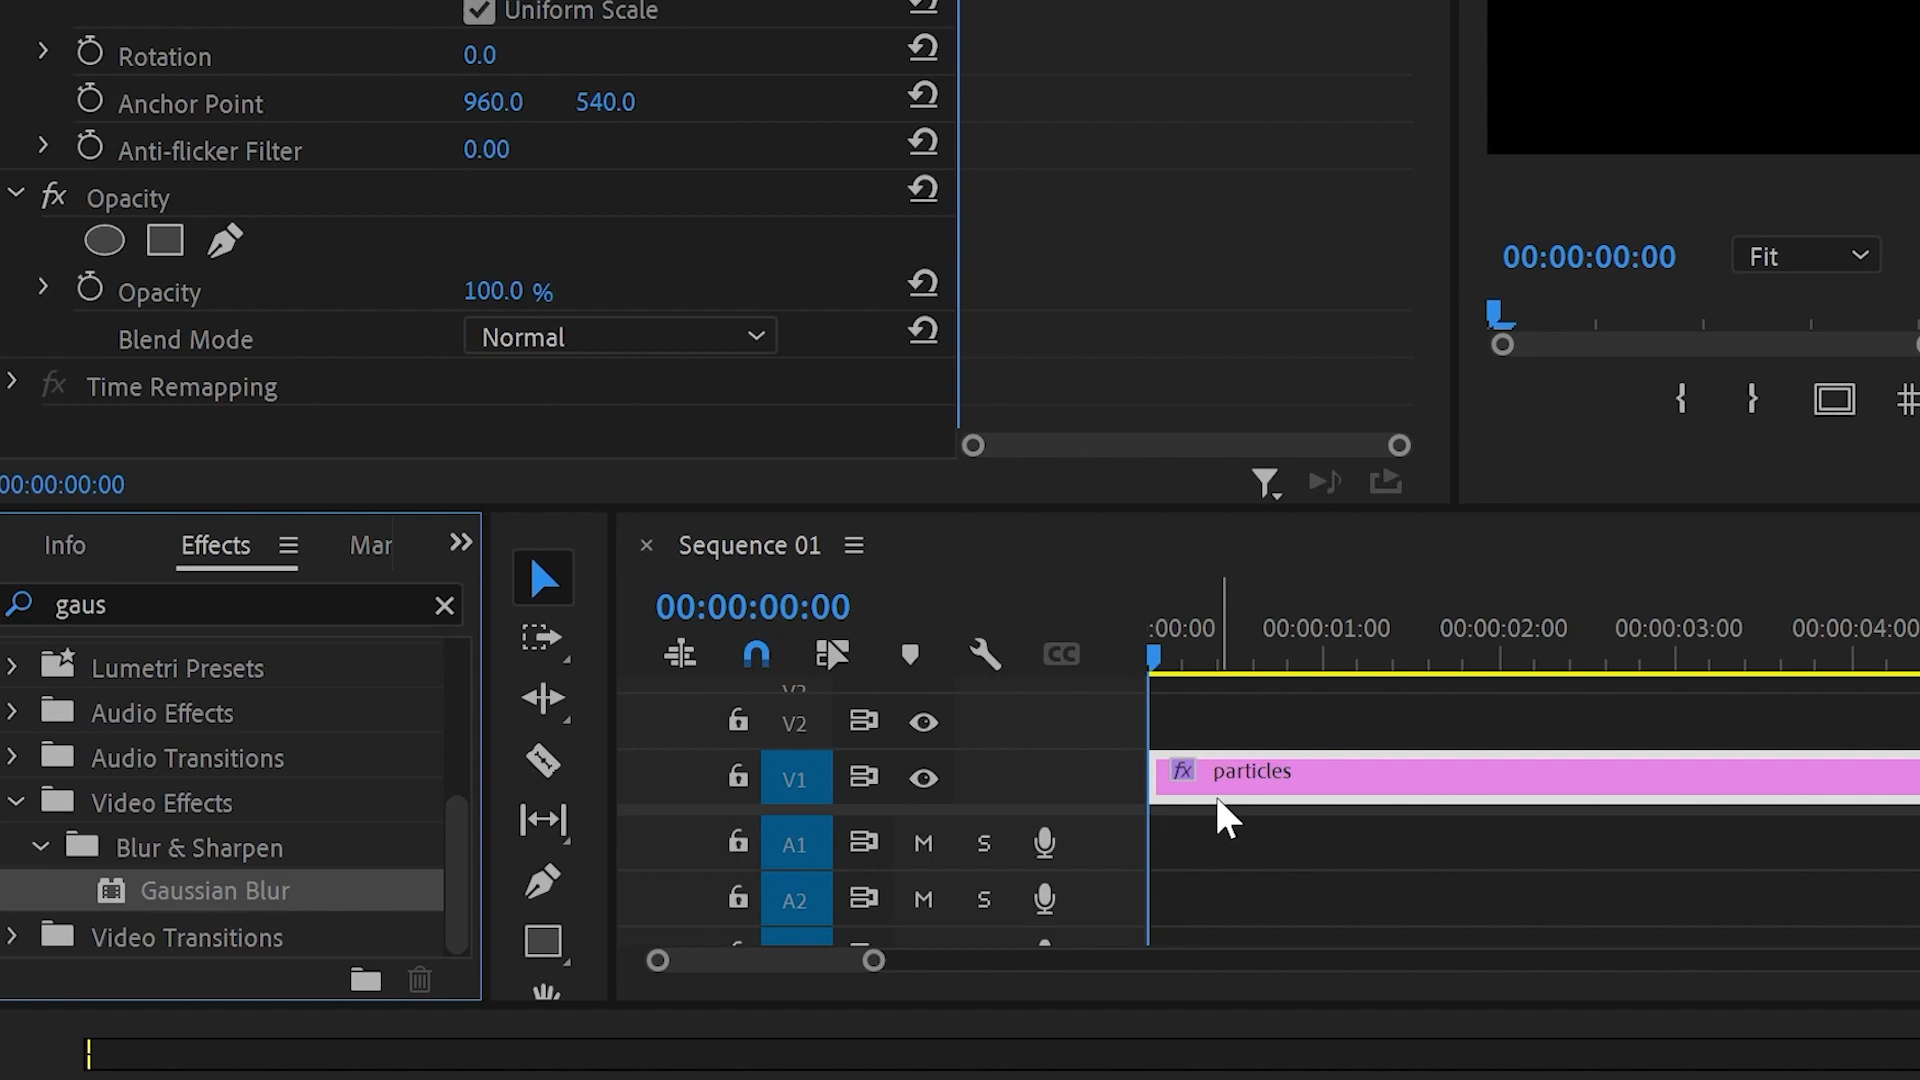 Uniform Scale
Rotation 0.0
Anchor Point 960.0 540.0
Anti-flicker Filter 0.00
fx Opacity
Opacity 100.0 %
Blend Mode Normal
fx Time Remapping
00:00:00:00
00:00:00:00 Fit
Info Effects Mar
gaus
Lumetri Presets
Audio Effects
Audio Transitions
Video Effects
Blur & Sharpen
Gaussian Blur
Video Transitions
Sequence 01
00:00:00:00
:00:00 00:00:01:00 00:00:02:00 00:00:03:00 00:00:04:00
CC
V2
V1 fx particles
A1 M S
A2 M S